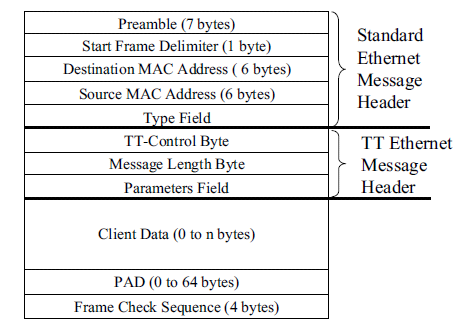 Preamble (7 bytes)
Start Frame Delimiter (1 byte)
Destination MAC Address ( 6 bytes)
Source MAC Address (6 bytes)
Type Field
Standard
Ethernet
Message
Header
TT-Control Byte
Message Length Byte
Parameters Field
TT Ethernet
Message
Header
Client Data (0 to n bytes)
PAD (0 to 64 bytes)
Frame Check Sequence (4 bytes)